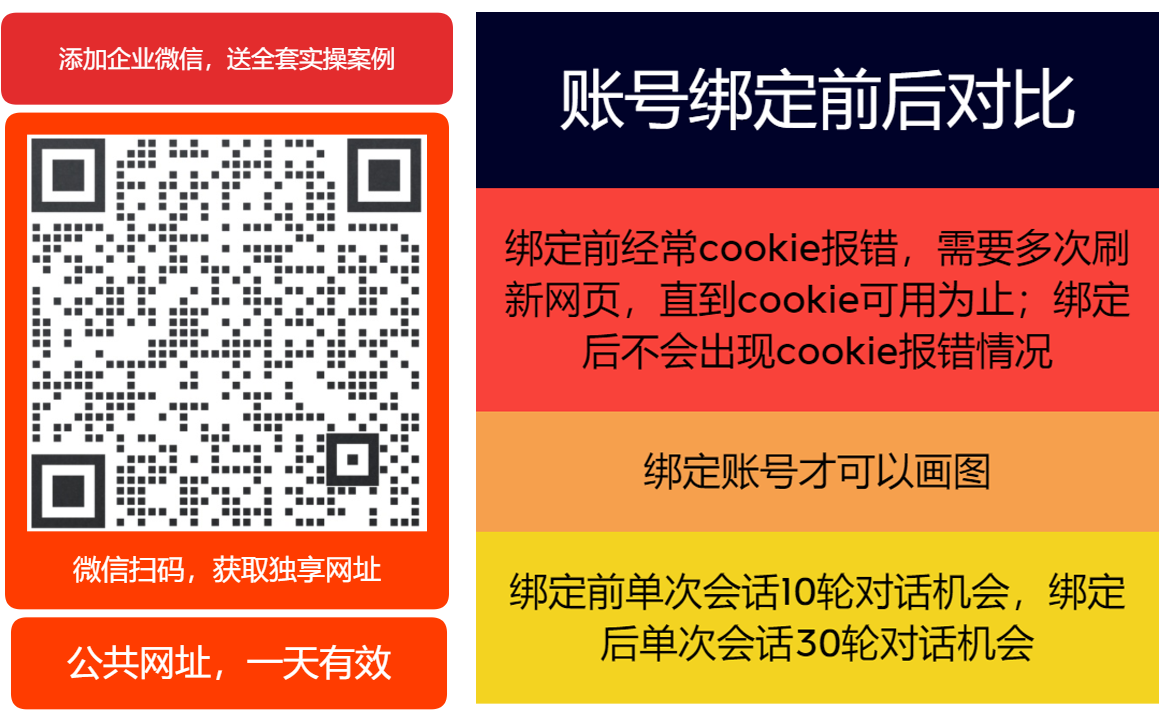 添加企业微信，送全套实操案例
微信扫码，获取独享网址
公共网址，一天有效
账号绑定前后对比
绑定前经常cookie报错，需要多次刷
新网页，直到cookie可用为止；绑定
后不会出现cookie报错情况
绑定账号才可以画图
绑定前单次会话10轮对话机会，绑定
后单次会话30轮对话机会